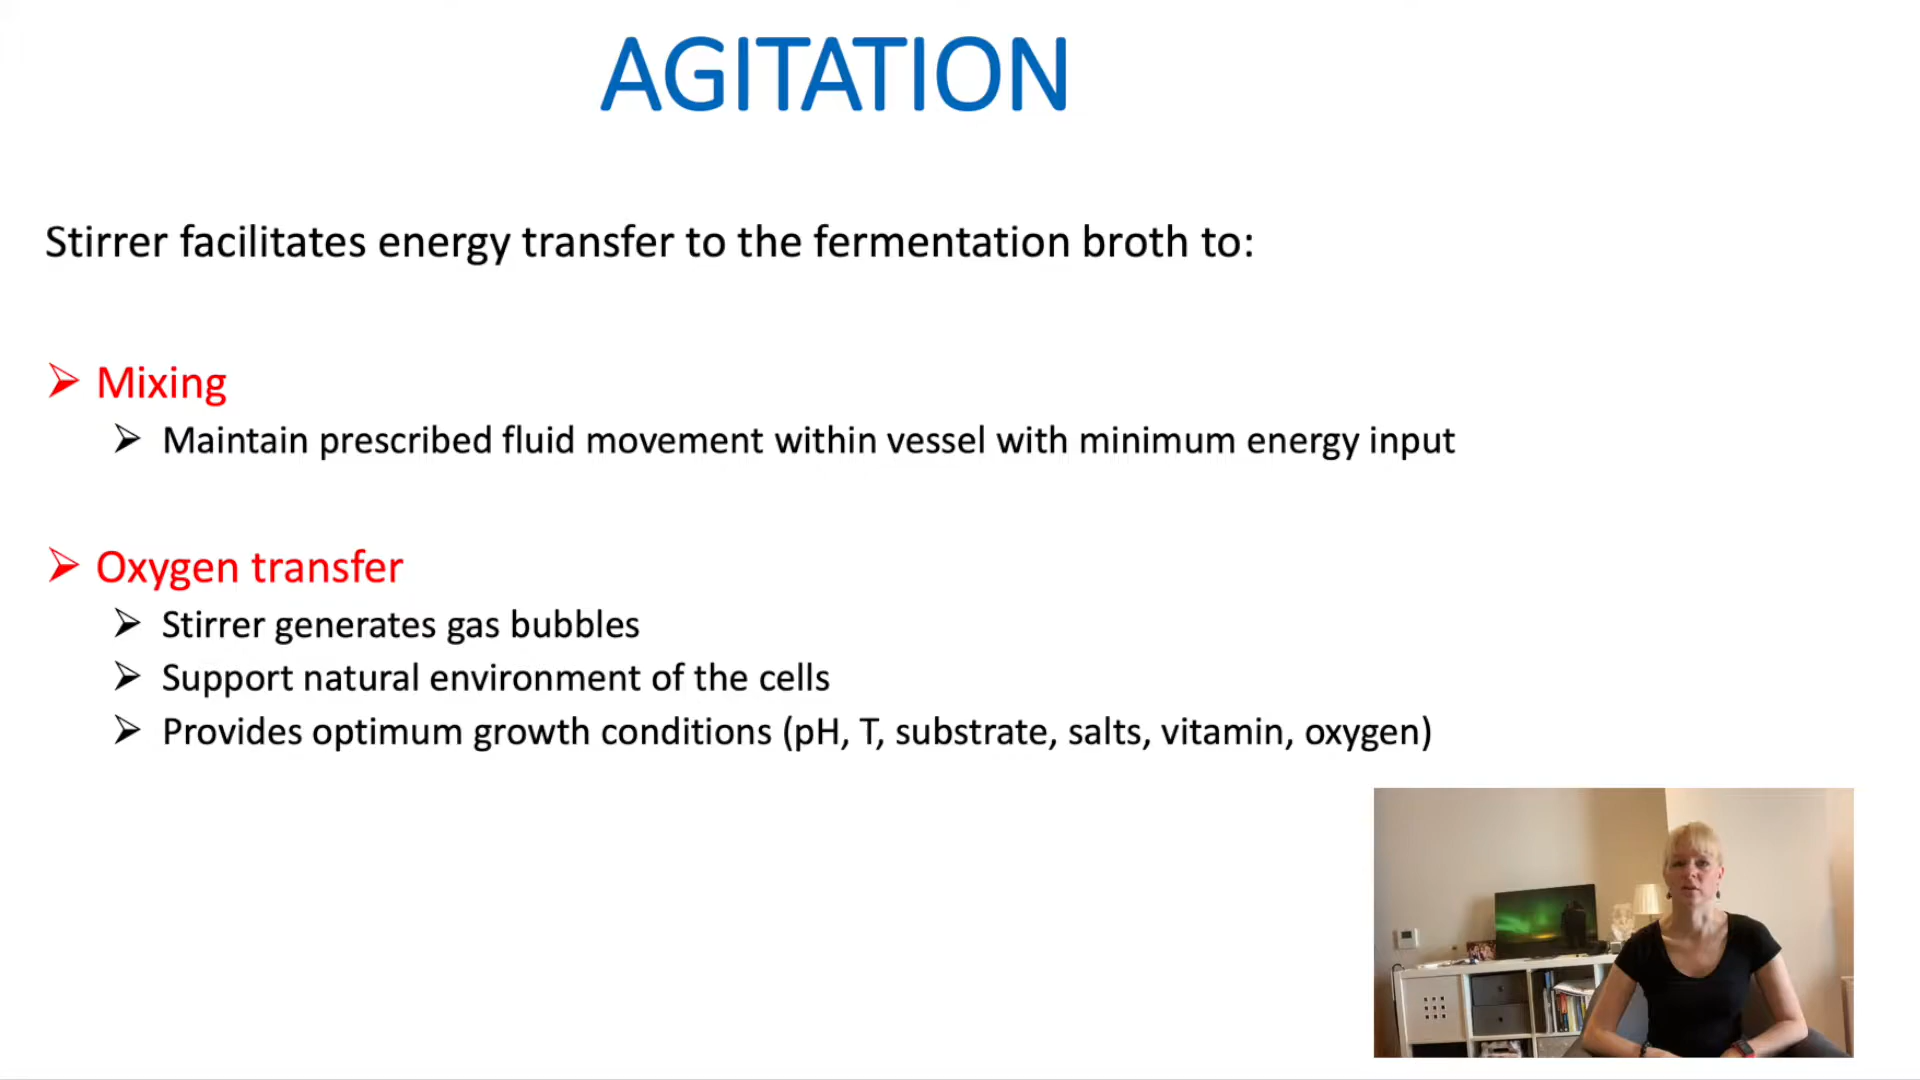 AGITATION
Stirrer facilitates energy transfer to the fermentation broth to:
Mixing
Maintain prescribed fluid movement within vessel with minimum energy input
Oxygen transfer
Stirrer generates gas bubbles
Support natural environment of the cells
Provides optimum growth conditions (pH, T, substrate, salts, vitamin, oxygen)